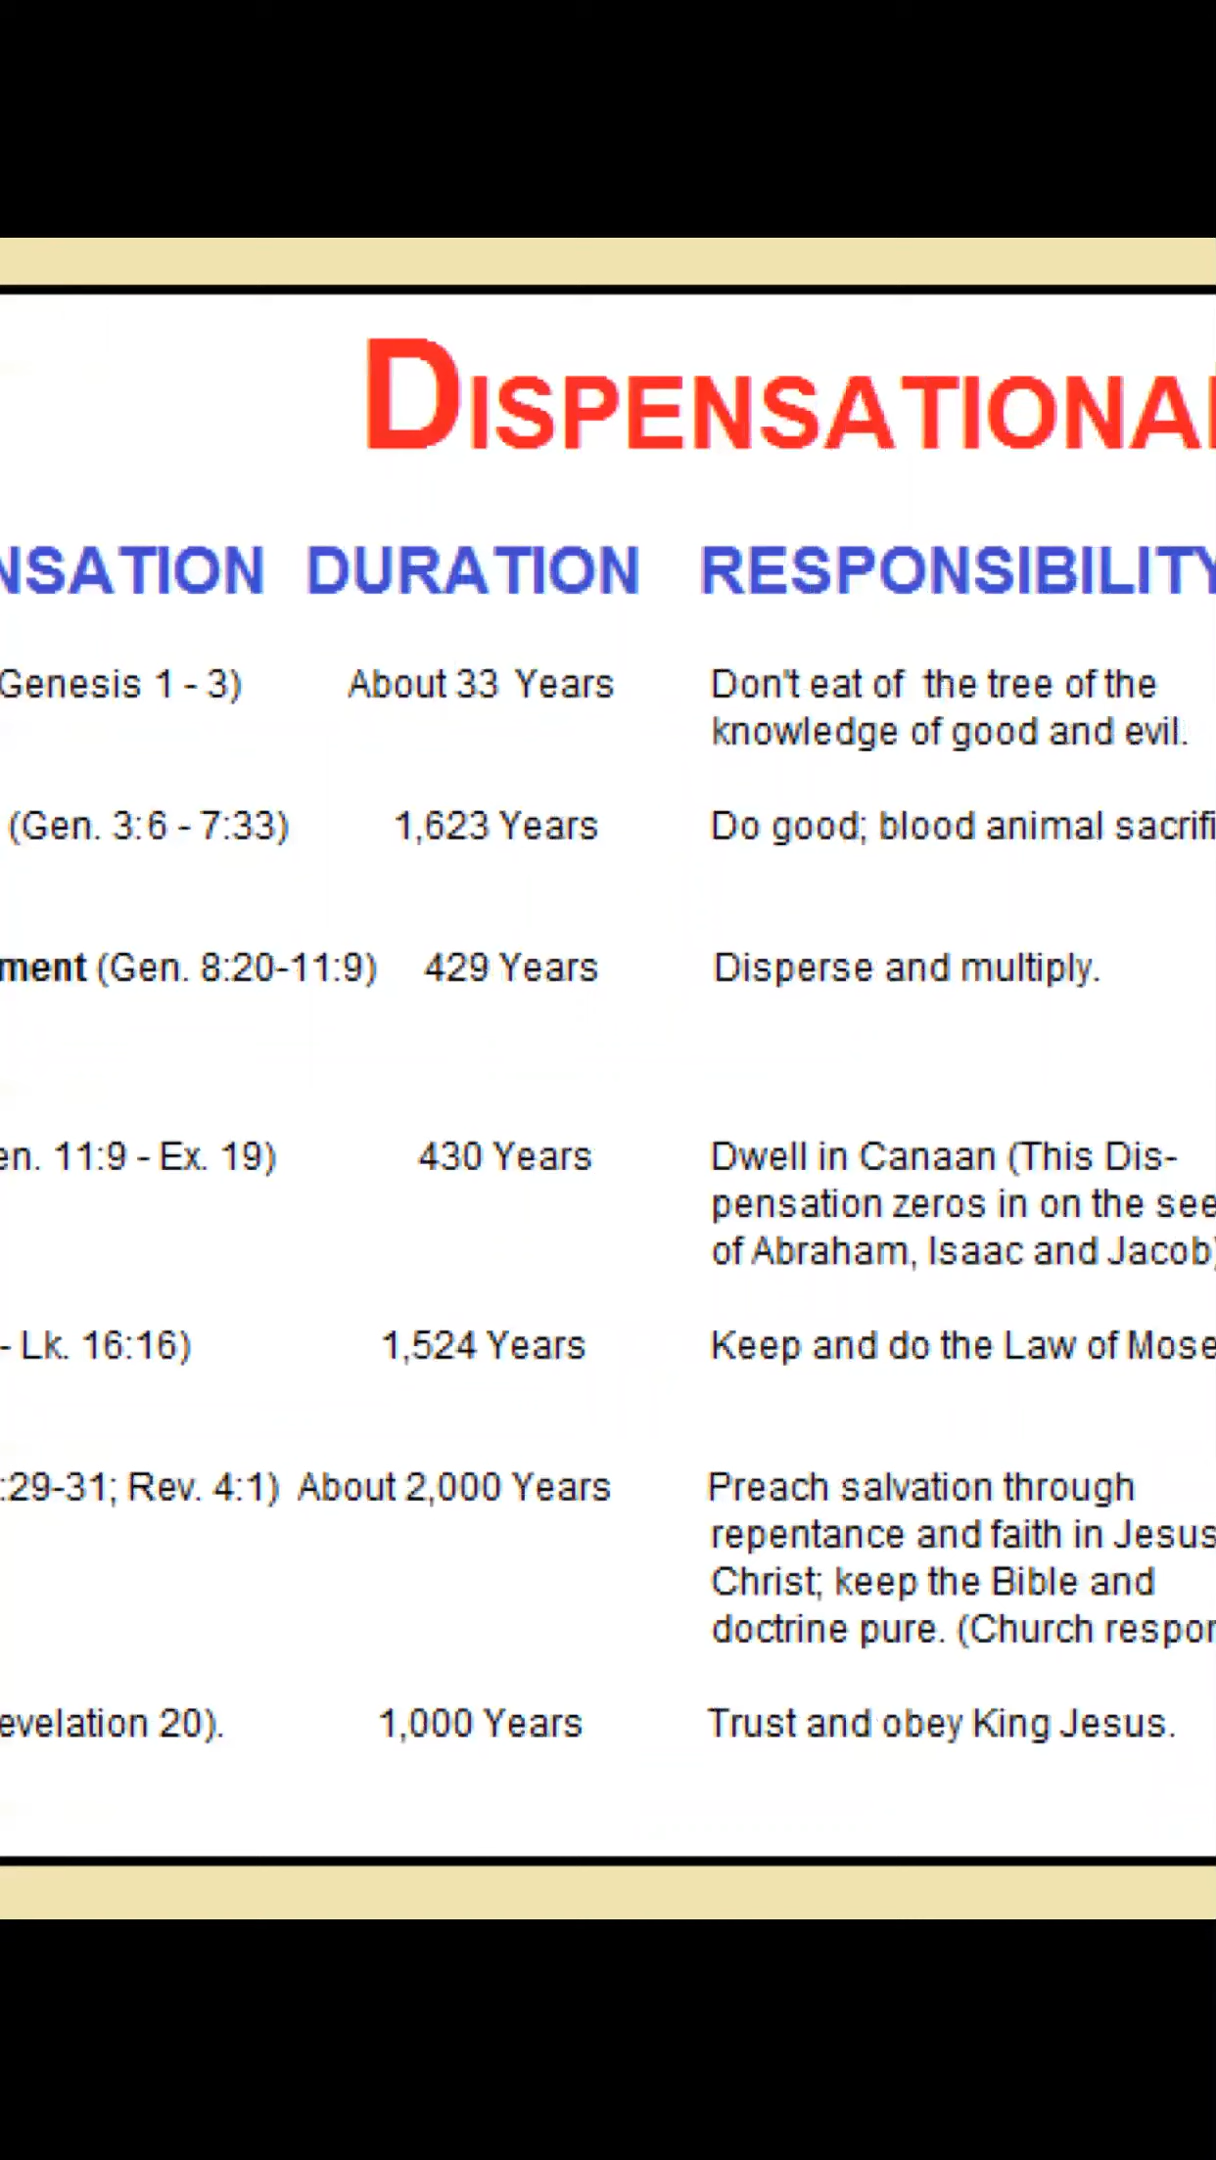 DISPENSATIONAL
NSATION DURATION RESPONSIBILITY
Genesis 1 - 3) About 33 Years Don't eat of the tree of the
knowledge of good and evil.
(Gen. 3:6 - 7:33) 1,623 Years Do good; blood animal sacrifi
ment (Gen. 8:20-11:9) 429 Years Disperse and multiply.
en. 11:9 - Ex. 19) 430 Years Dwell in Canaan (This Dis-
pensation zeros in on the see
of Abraham, Isaac and Jacob)
- Lk. 16:16) 1,524 Years Keep and do the Law of Mose
:29-31; Rev. 4:1) About 2,000 Years Preach salvation through
repentance and faith in Jesus
Christ; keep the Bible and
doctrine pure. (Church respon
evelation 20). 1,000 Years Trust and obey King Jesus.